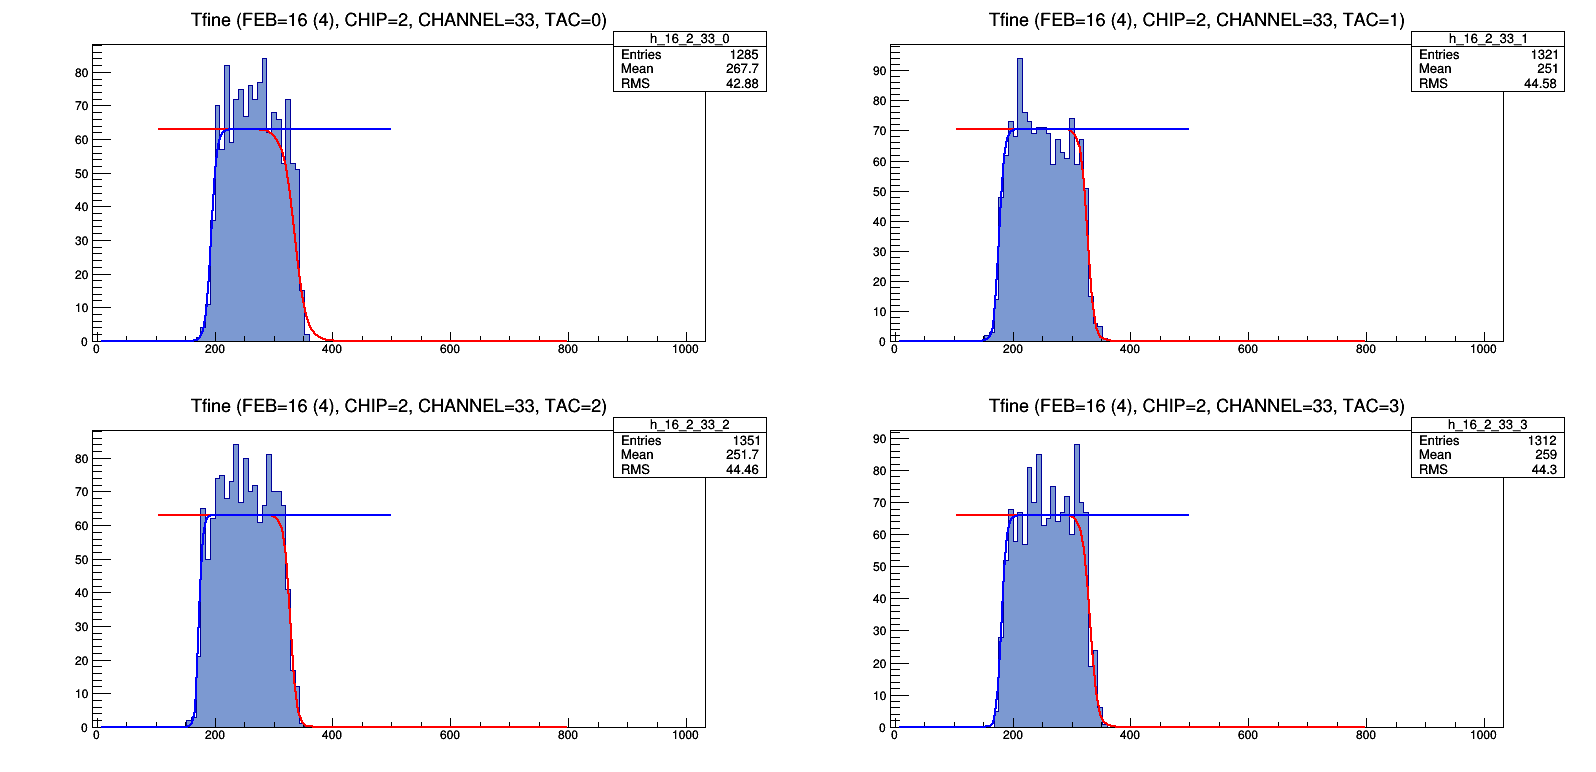 Tfine (FEB=16 (4), CHIP=2, CHANNEL=33, TAC=0)
h_16_2_33_0
Entries 1285
Mean 267.7
RMS 42.88
80
70
60
50
40
30
20
10
0
0 200 400 600 800 1000
Tfine (FEB=16 (4), CHIP=2, CHANNEL=33, TAC=1)
h_16_2_33_1
Entries 1321
Mean 251
RMS 44.58
90
80
70
60
50
40
30
20
10
0
0 200 400 600 800 1000
Tfine (FEB=16 (4), CHIP=2, CHANNEL=33, TAC=2)
h_16_2_33_2
Entries 1351
Mean 251.7
RMS 44.46
80
70
60
50
40
30
20
10
0
0 200 400 600 800 1000
Tfine (FEB=16 (4), CHIP=2, CHANNEL=33, TAC=3)
h_16_2_33_3
Entries 1312
Mean 259
RMS 44.3
90
80
70
60
50
40
30
20
10
0
0 200 400 600 800 1000